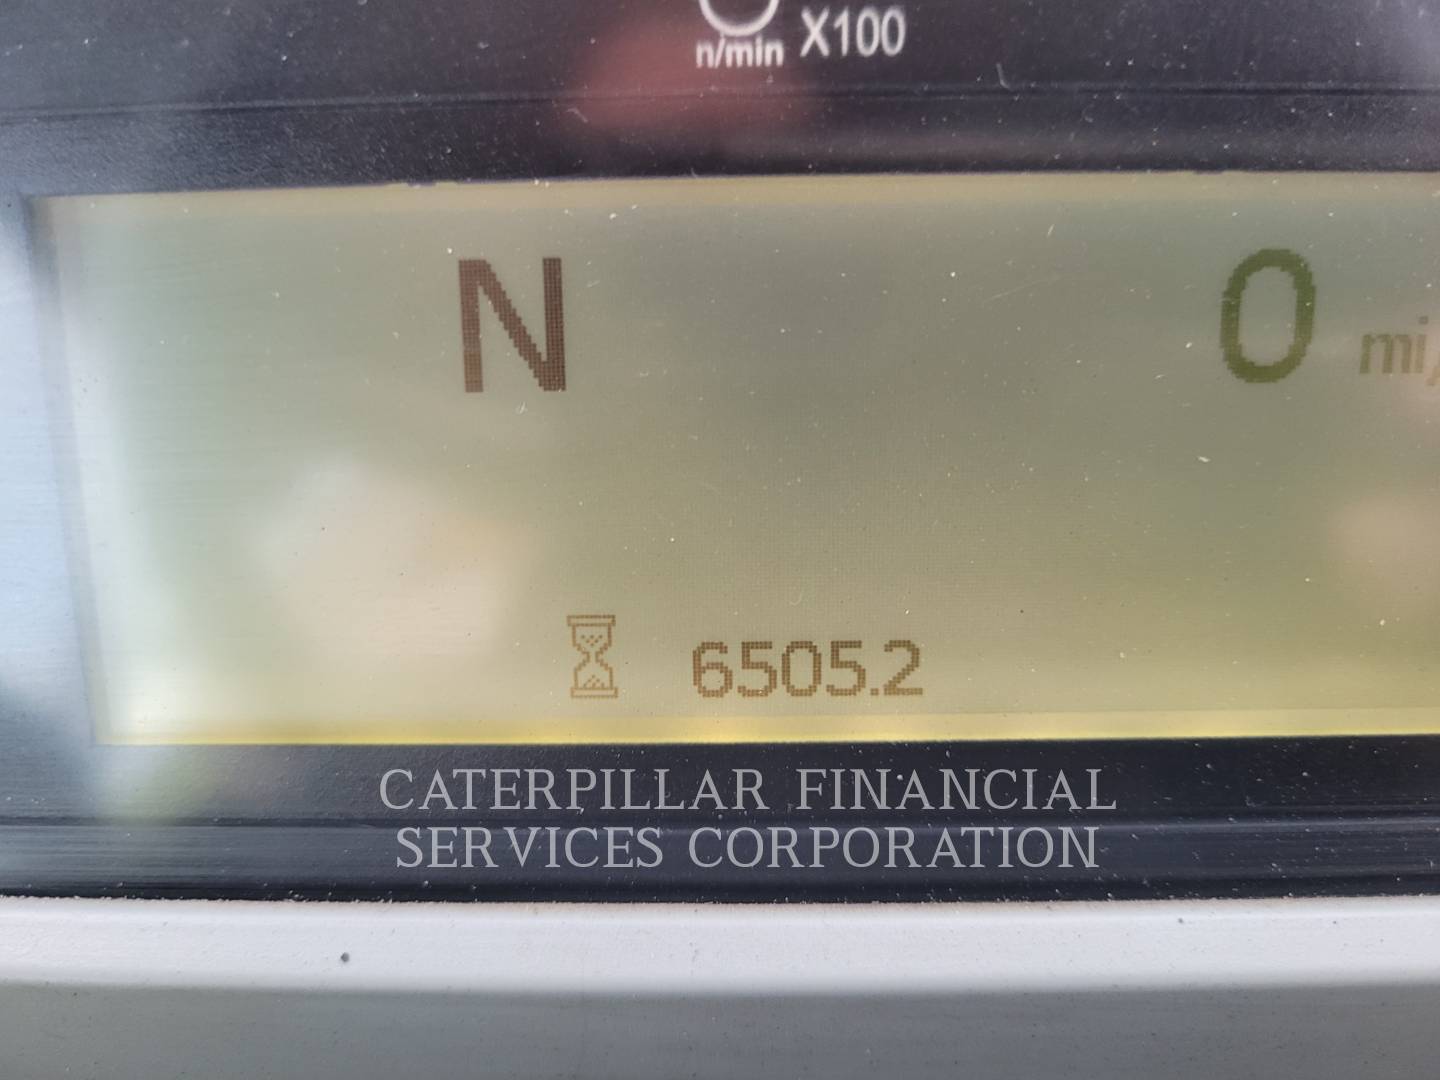 n/min X100
N 0 mi/
6505.2
CATERPILLAR FINANCIAL
SERVICES CORPORATION